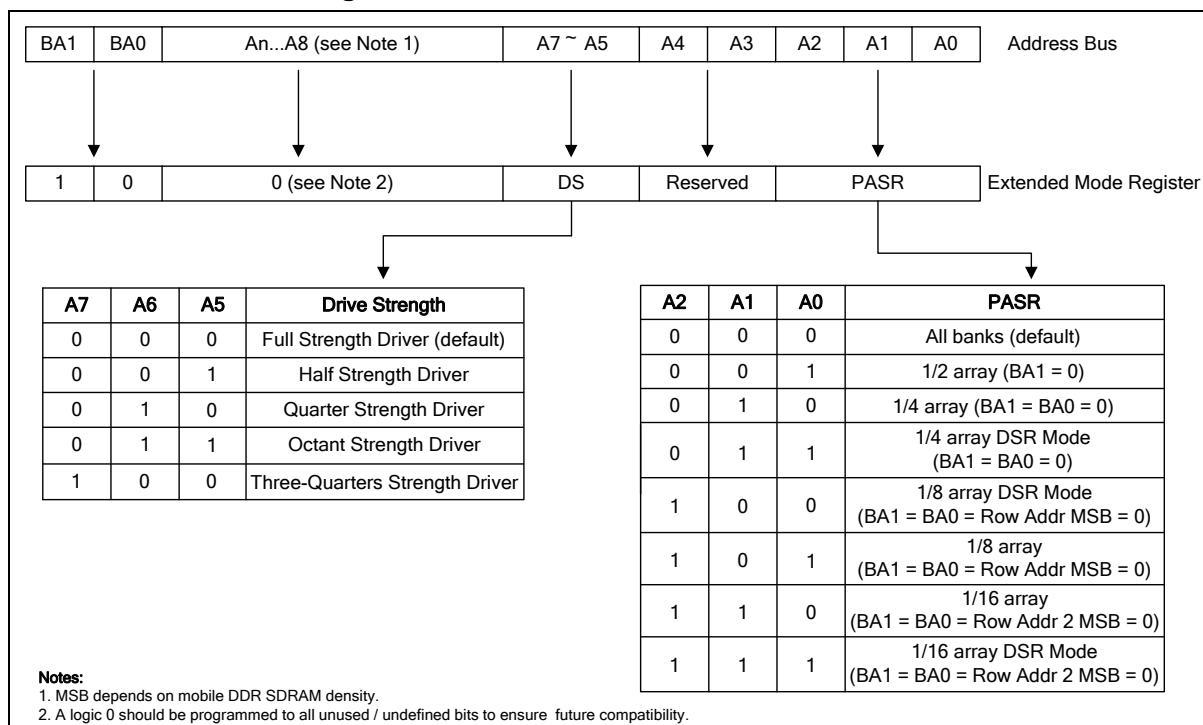 BA1 BA0 An...A8 (see Note 1) A7 ~ A5 A4 A3 A2 A1 A0 Address Bus
1 0 0 (see Note 2) DS Reserved PASR Extended Mode Register
A7 A6 A5 Drive Strength
0 0 0 Full Strength Driver (default)
0 0 1 Half Strength Driver
0 1 0 Quarter Strength Driver
0 1 1 Octant Strength Driver
1 0 0 Three-Quarters Strength Driver
A2 A1 A0 PASR
0 0 0 All banks (default)
0 0 1 1/2 array (BA1 = 0)
0 1 0 1/4 array (BA1 = BA0 = 0)
0 1 1 1/4 array DSR Mode
(BA1 = BA0 = 0)
1 0 0 1/8 array DSR Mode
(BA1 = BA0 = Row Addr MSB = 0)
1 0 1 1/8 array
(BA1 = BA0 = Row Addr MSB = 0)
1 1 0 1/16 array
(BA1 = BA0 = Row Addr 2 MSB = 0)
1 1 1 1/16 array DSR Mode
(BA1 = BA0 = Row Addr 2 MSB = 0)
Notes:
1. MSB depends on mobile DDR SDRAM density.
2. A logic 0 should be programmed to all unused / undefined bits to ensure future compatibility.